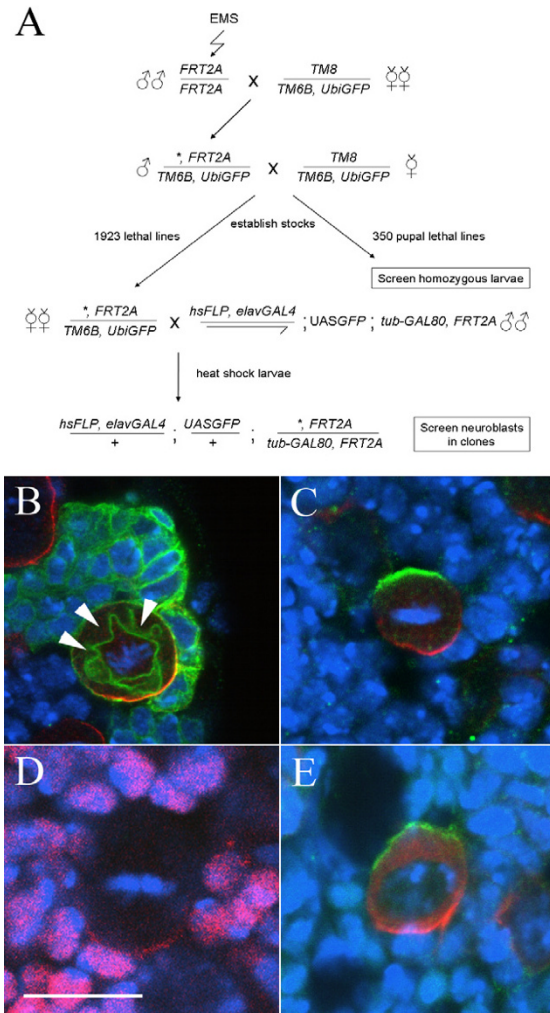 A
EMS
♂♂ FRT2A X TM8 ☿☿
FRT2A TM6B, UbiGFP
♂ *, FRT2A X TM8 ☿
TM6B, UbiGFP TM6B, UbiGFP
establish stocks
1923 lethal lines 350 pupal lethal lines
Screen homozygous larvae
☿☿ *, FRT2A X hsFLP, elavGAL4 ; UASGFP ; tub-GAL80, FRT2A ♂♂
TM6B, UbiGFP
heat shock larvae
hsFLP, elavGAL4 ; UASGFP ; *, FRT2A
+ + tub-GAL80, FRT2A
Screen neuroblasts
in clones
B C
D E